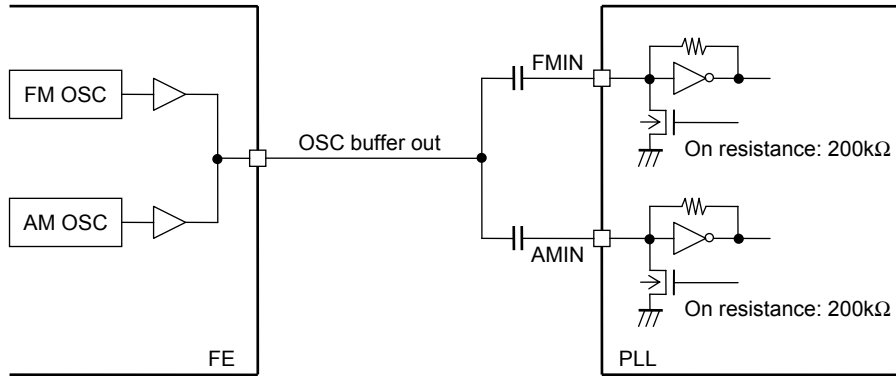 FM OSC
AM OSC
FE
OSC buffer out
FMIN
AMIN
On resistance: 200kΩ
On resistance: 200kΩ
PLL